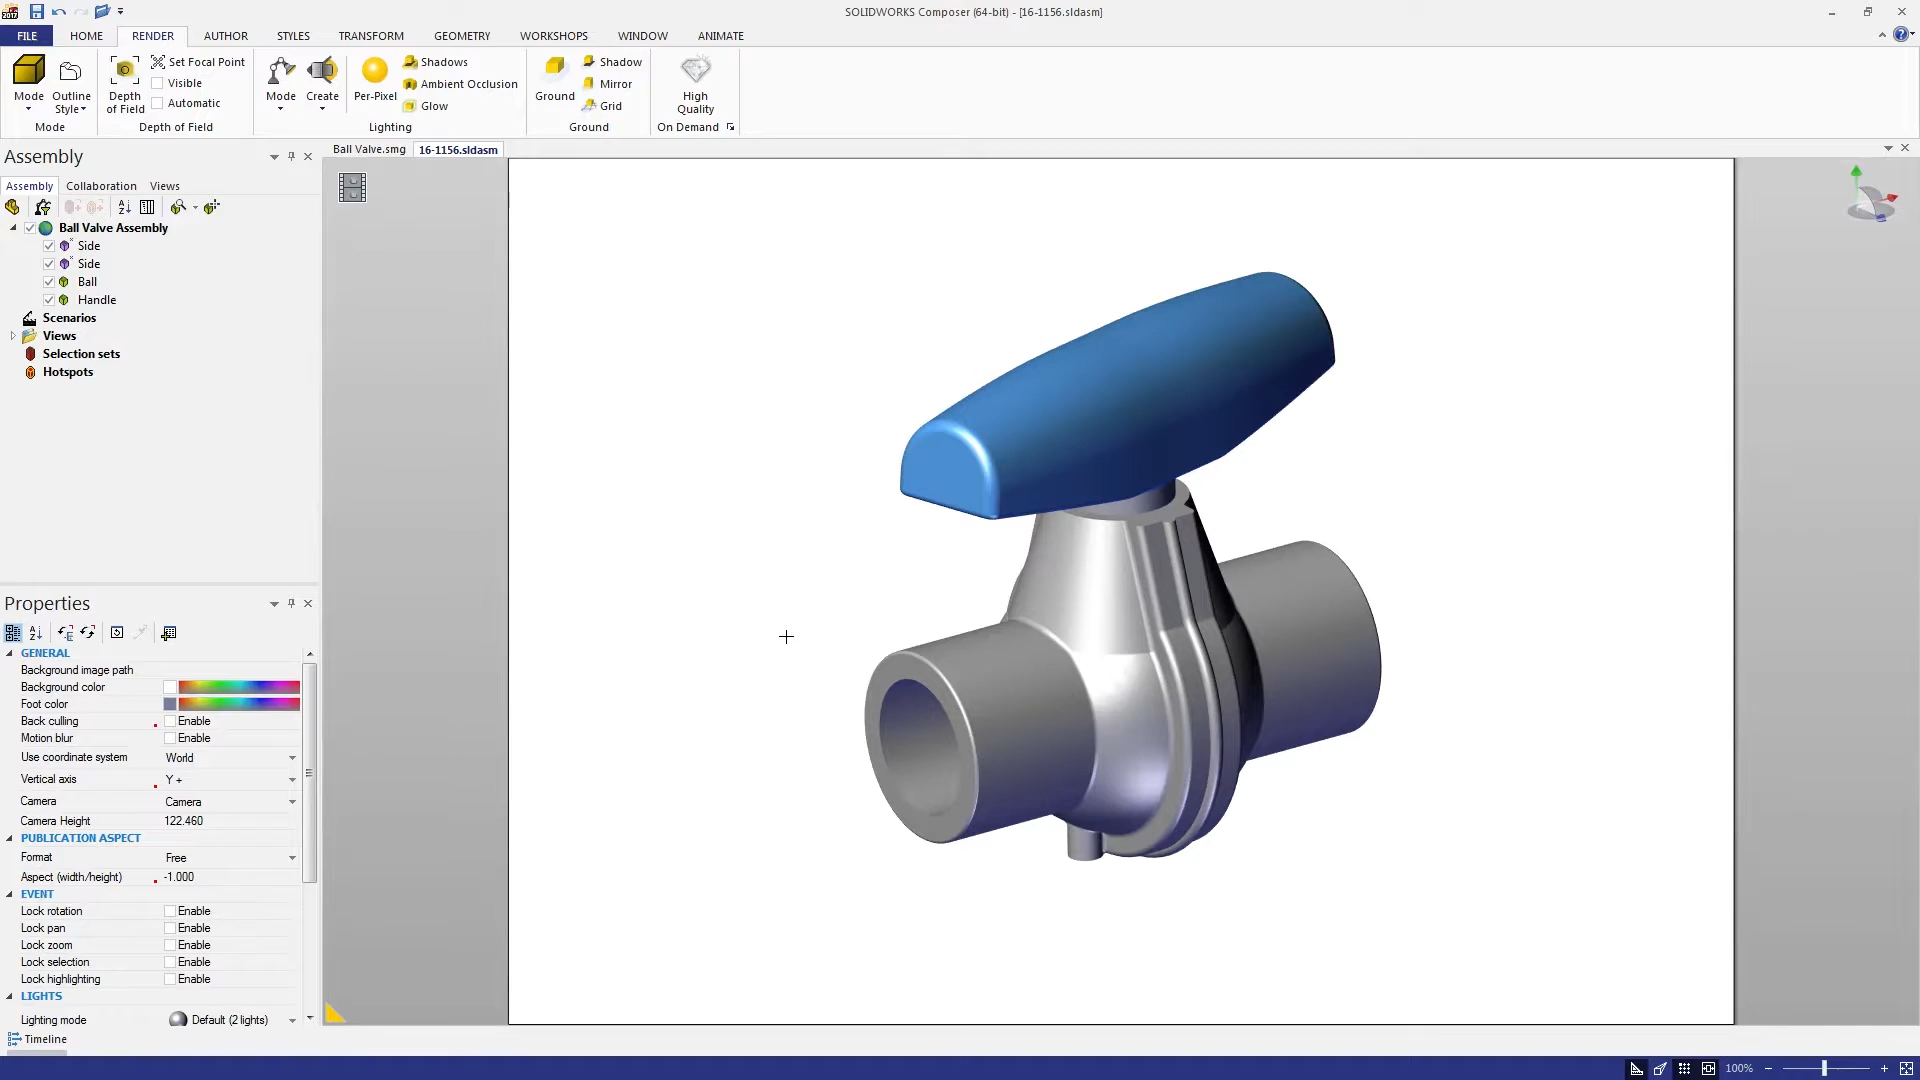 SOLIDWORKS Composer (64-bit) - [16-1156.sldasm]
FILE HOME RENDER AUTHOR STYLES TRANSFORM GEOMETRY WORKSHOPS WINDOW ANIMATE
Mode
Outline Style
Mode
Depth of Field
Set Focal Point
Visible
Automatic
Depth of Field
Mode
Create
Per-Pixel
Shadows
Ambient Occlusion
Glow
Lighting
Ground
Shadow
Mirror
Grid
Ground
High Quality
On Demand
Assembly
Ball Valve.smg 16-1156.sldasm
Assembly Collaboration Views
Ball Valve Assembly
Side
Side
Ball
Handle
Scenarios
Views
Selection sets
Hotspots
Properties
GENERAL
Background image path
Background color
Foot color
Back culling Enable
Motion blur Enable
Use coordinate system World
Vertical axis Y +
Camera Camera
Camera Height 122.460
PUBLICATION ASPECT
Format Free
Aspect (width/height) -1.000
EVENT
Lock rotation Enable
Lock pan Enable
Lock zoom Enable
Lock selection Enable
Lock highlighting Enable
LIGHTS
Lighting mode Default (2 lights)
Timeline
100%